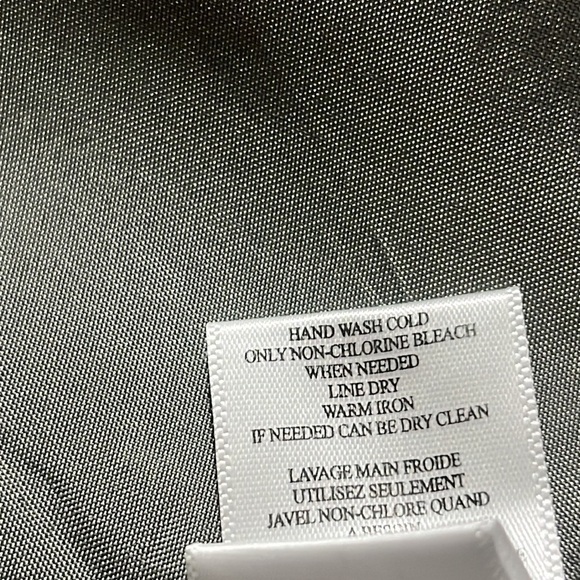 HAND WASH COLD
ONLY NON-CHLORINE BLEACH
WHEN NEEDED
LINE DRY
WARM IRON
IF NEEDED CAN BE DRY CLEAN
LAVAGE MAIN FROIDE
UTILISEZ SEULEMENT
JAVEL NON-CHLORE QUAND
A BESOIN